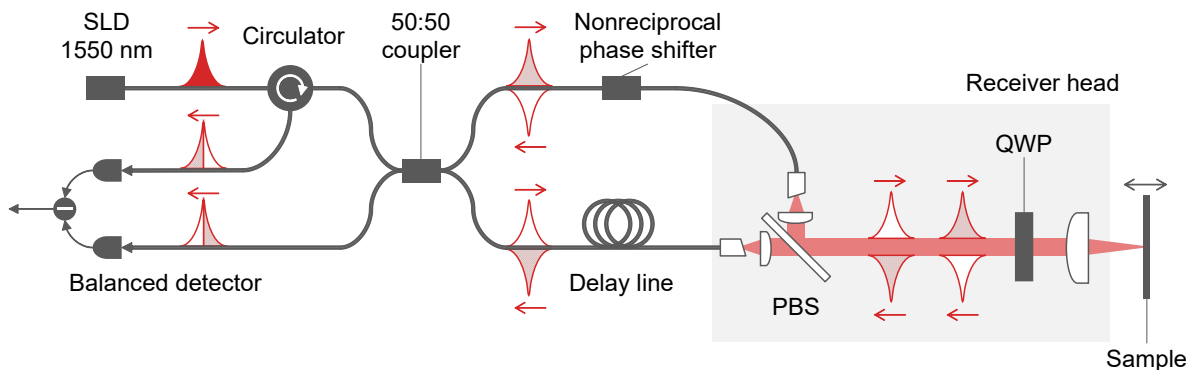 SLD
1550 nm
Circulator
50:50
coupler
Nonreciprocal
phase shifter
Receiver head
QWP
Balanced detector
Delay line
PBS
Sample